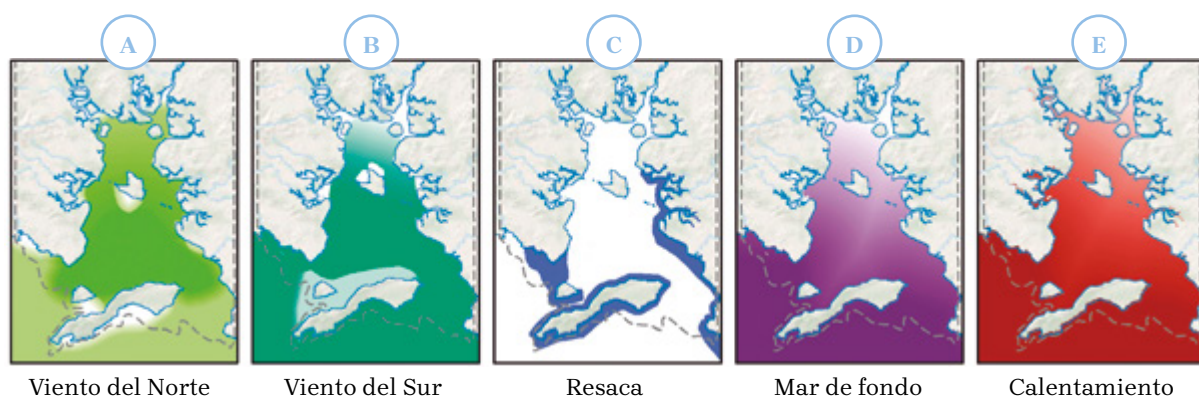 A
B
C
D
E
Viento del Norte
Viento del Sur
Resaca
Mar de fondo
Calentamiento